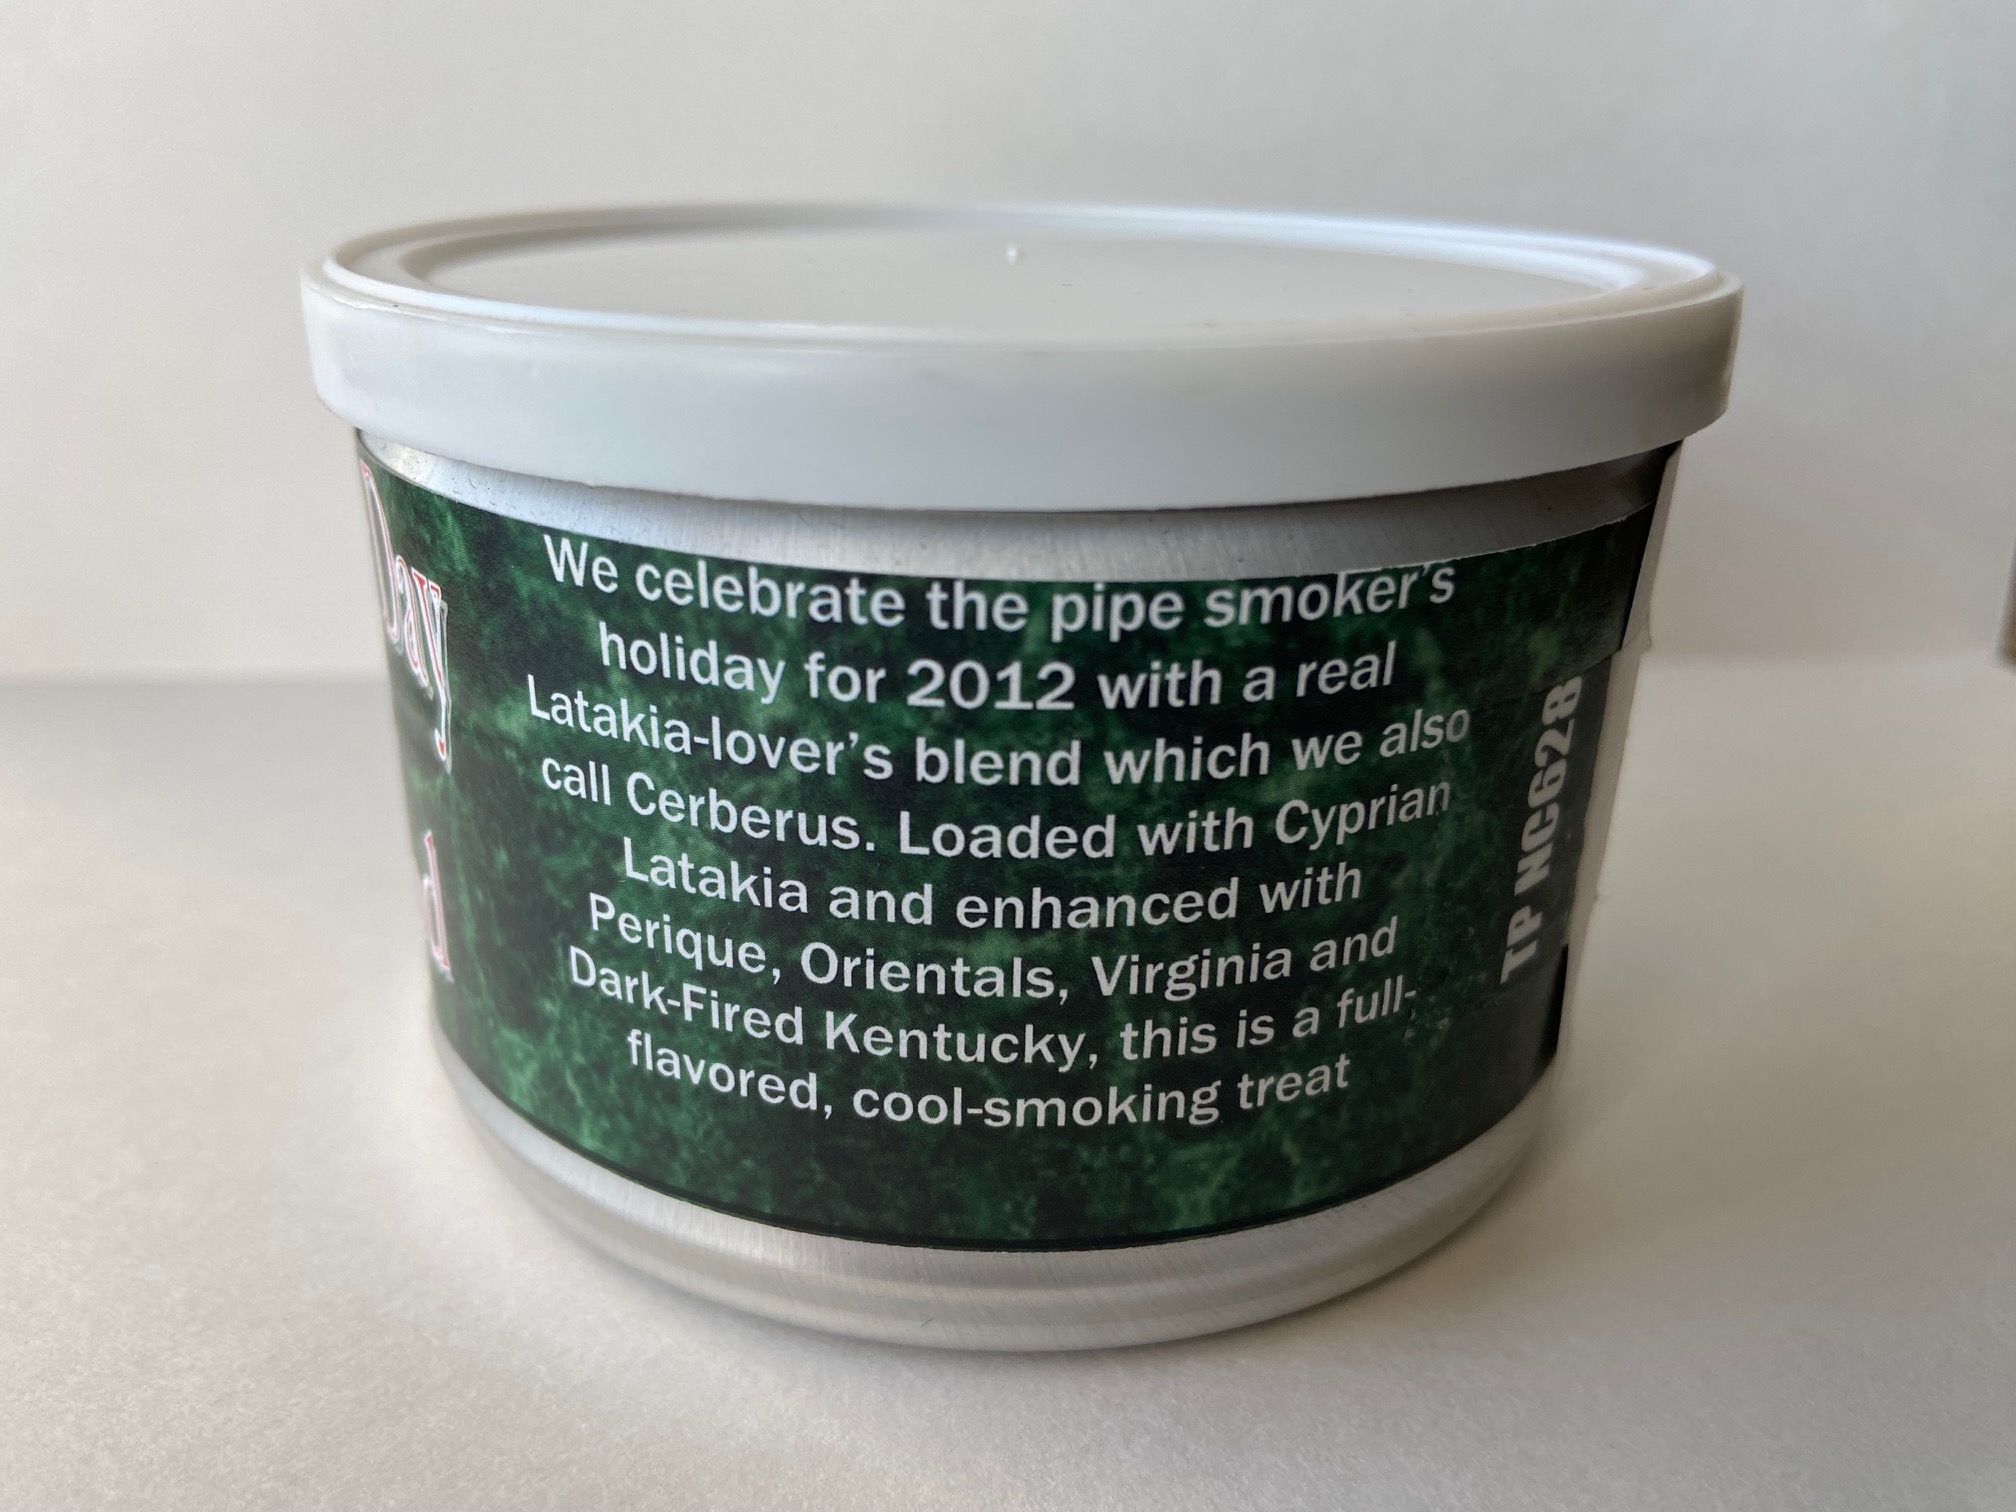 Day
We celebrate the pipe smoker's
holiday for 2012 with a real
Latakia-lover's blend which we also
call Cerberus. Loaded with Cyprian
Latakia and enhanced with
Perique, Orientals, Virginia and
Dark-Fired Kentucky, this is a full-
flavored, cool-smoking treat
TP NC628